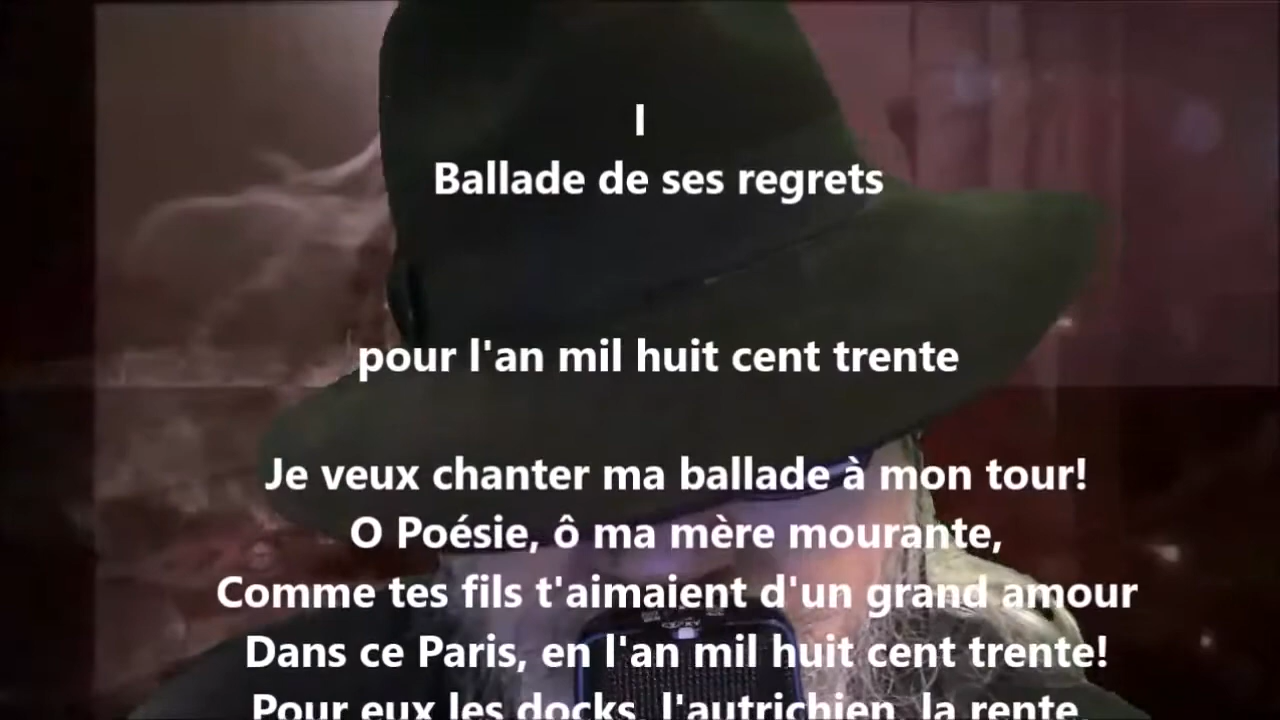 I
Ballade de ses regrets
pour l'an mil huit cent trente
Je veux chanter ma ballade à mon tour!
O Poésie, ô ma mère mourante,
Comme tes fils t'aimaient d'un grand amour
Dans ce Paris, en l'an mil huit cent trente!
Pour eux les docks, l'autrichien, la rente,